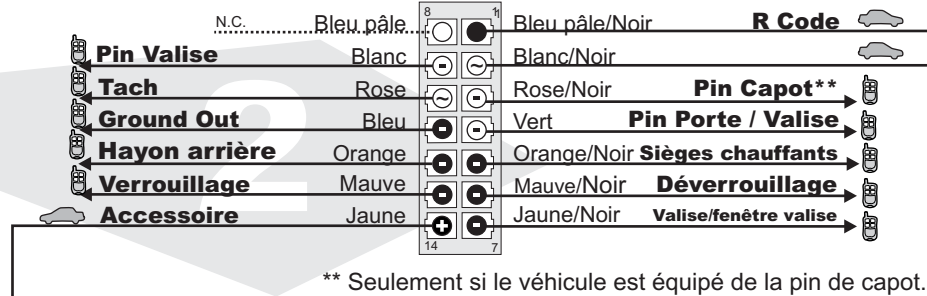 N.C. Bleu pâle 8 1 Bleu pâle/Noir R Code
Pin Valise Blanc Blanc/Noir
Tach Rose Rose/Noir Pin Capot**
Ground Out Bleu Vert Pin Porte / Valise
Hayon arrière Orange Orange/Noir Sièges chauffants
Verrouillage Mauve Mauve/Noir Déverrouillage
Accessoire Jaune Jaune/Noir Valise/fenêtre valise
14 7
2
** Seulement si le véhicule est équipé de la pin de capot.